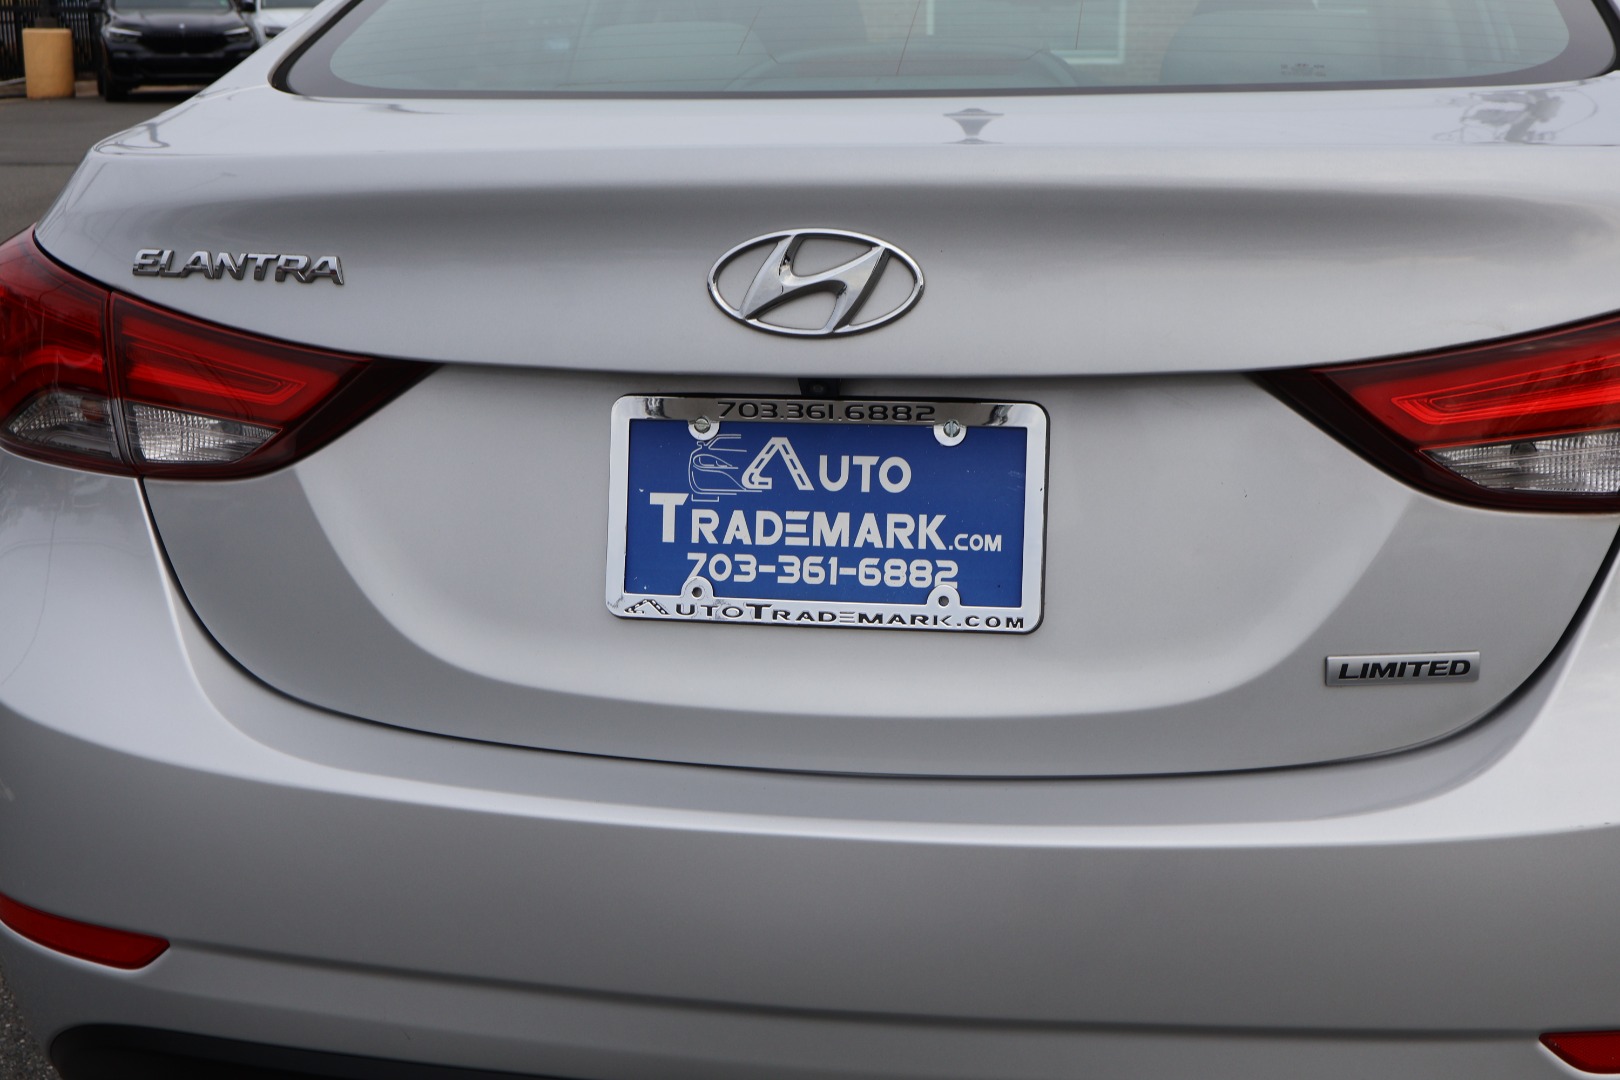 ELANTRA
703.361.6882
AUTO
TRADEMARK.COM
703-361-6882
AUTOTRADEMARK.COM
LIMITED